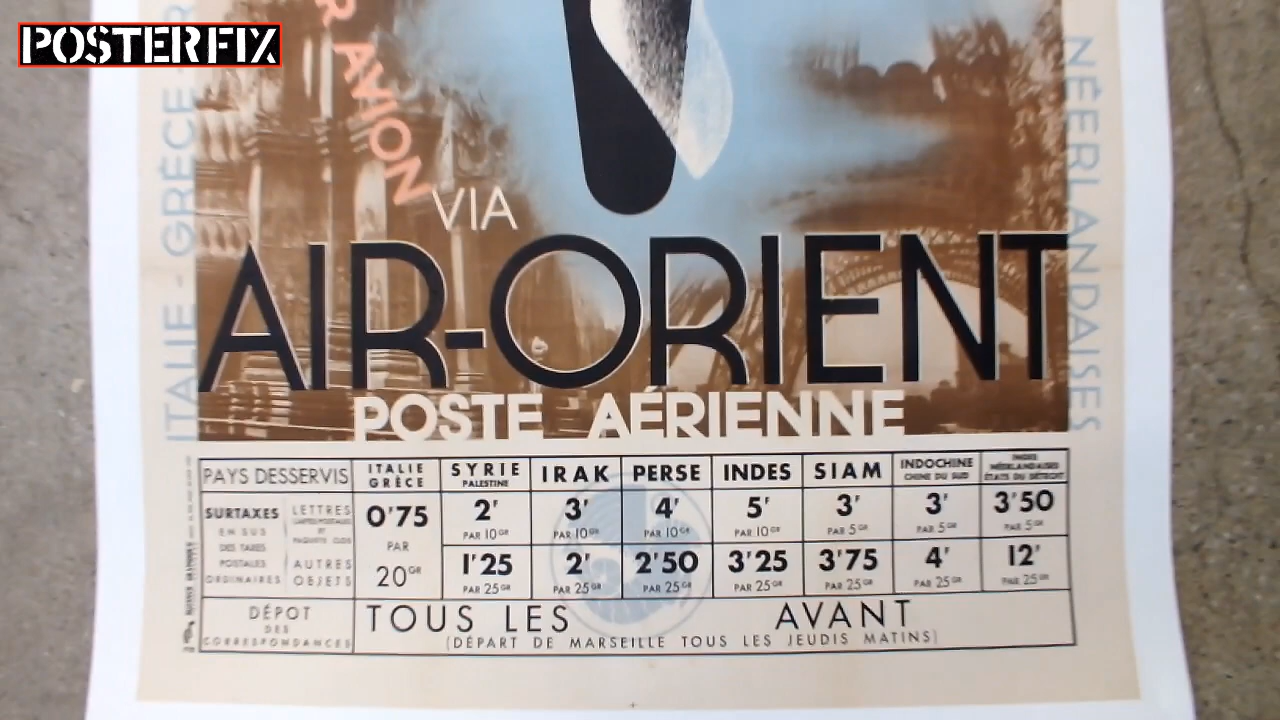 POSTERFIX
R AVION
VIA
ITALIE - GRÈCE -
NÉERLANDAISES
AIR-ORIENT
POSTE AÉRIENNE
PAYS DESSERVIS
ITALIE GRÈCE
SYRIE PALESTINE
IRAK
PERSE
INDES
SIAM
INDOCHINE CHINE DU SUD
INDES NÉERLANDAISES ÉTATS DU DÉTROIT
SURTAXES
EN SUS
DES TAXES
POSTALES
ORDINAIRES
LETTRES
CARTES POSTALES
ET
PAQUETS CLOS
0'75
PAR
20GR
2'
PAR 10GR
3'
PAR 10GR
4'
PAR 10GR
5'
PAR 10GR
3'
PAR 5GR
3'
PAR 5GR
3'50
PAR 5GR
AUTRES
OBJETS
1'25
PAR 25GR
2'
PAR 25GR
2'50
PAR 25GR
3'25
PAR 25GR
3'75
PAR 25GR
4'
PAR 25GR
12'
PAR 25GR
DÉPOT
DES
CORRESPONDANCES
TOUS LES AVANT
(DÉPART DE MARSEILLE TOUS LES JEUDIS MATINS)